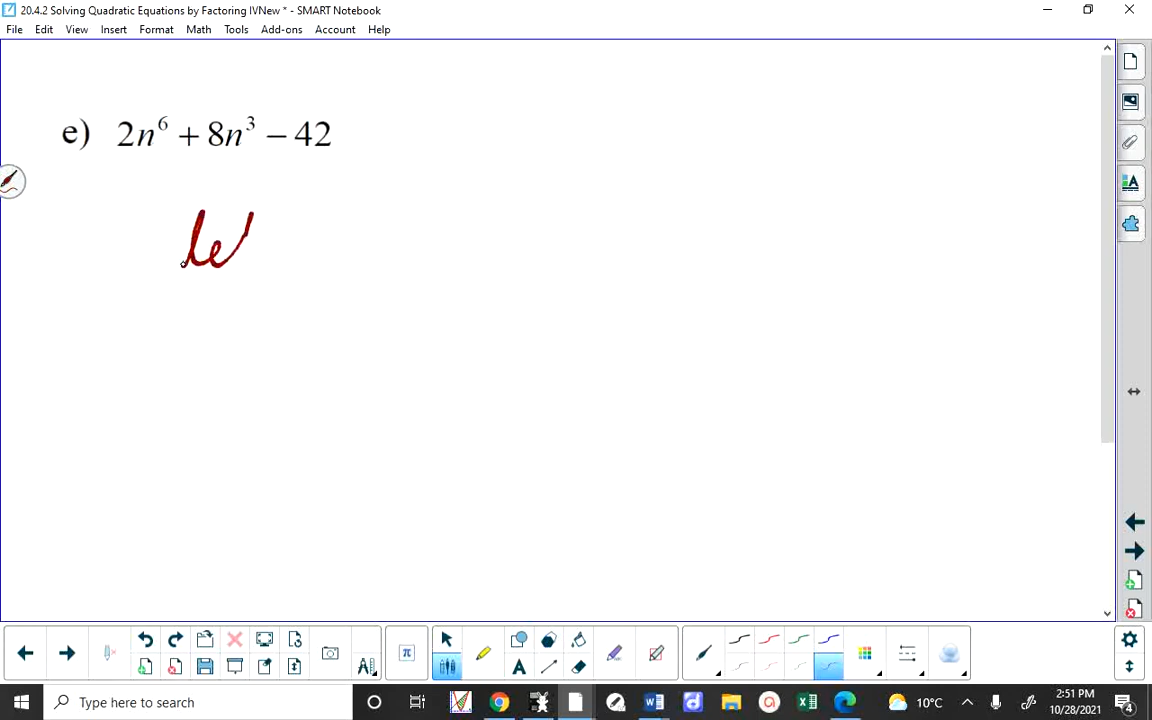 20.4.2 Solving Quadratic Equations by Factoring IVNew * - SMART Notebook
File Edit View Insert Format Math Tools Add-ons Account Help
e) 2n⁶ + 8n³ − 42
Type here to search
10°C
2:51 PM
10/28/2021
4